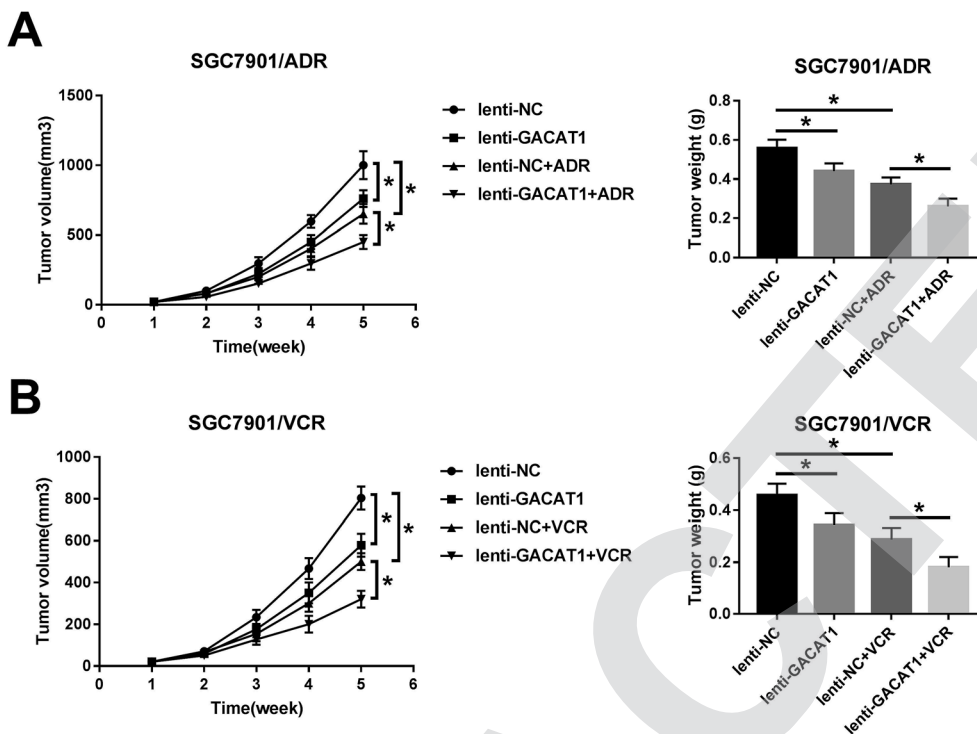 A
SGC7901/ADR
1500
1000
500
0
Tumor volume(mm3)
0 1 2 3 4 5 6
Time(week)
lenti-NC
lenti-GACAT1
lenti-NC+ADR
lenti-GACAT1+ADR
*
*
*
SGC7901/ADR
0.8
0.6
0.4
0.2
0.0
Tumor weight (g)
*
*
*
lenti-NC
lenti-GACAT1
lenti-NC+ADR
lenti-GACAT1+ADR
B
SGC7901/VCR
1000
800
600
400
200
0
Tumor volume(mm3)
0 1 2 3 4 5 6
Time(week)
lenti-NC
lenti-GACAT1
lenti-NC+VCR
lenti-GACAT1+VCR
*
*
*
SGC7901/VCR
0.6
0.4
0.2
0.0
Tumor weight (g)
*
*
*
lenti-NC
lenti-GACAT1
lenti-NC+VCR
lenti-GACAT1+VCR